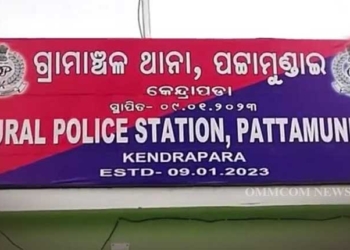 ଗ୍ରାମାଞ୍ଚଳ ଥାନା, ପଟ୍ଟାମୁଣ୍ଡାଇ
କେନ୍ଦ୍ରାପଡା
ସ୍ଥାପିତ- ୦୯.୦୧.୨୦୨୩
URAL POLICE STATION, PATTAMUN
KENDRAPARA
ESTD- 09.01.2023
OMMCOM NEWS